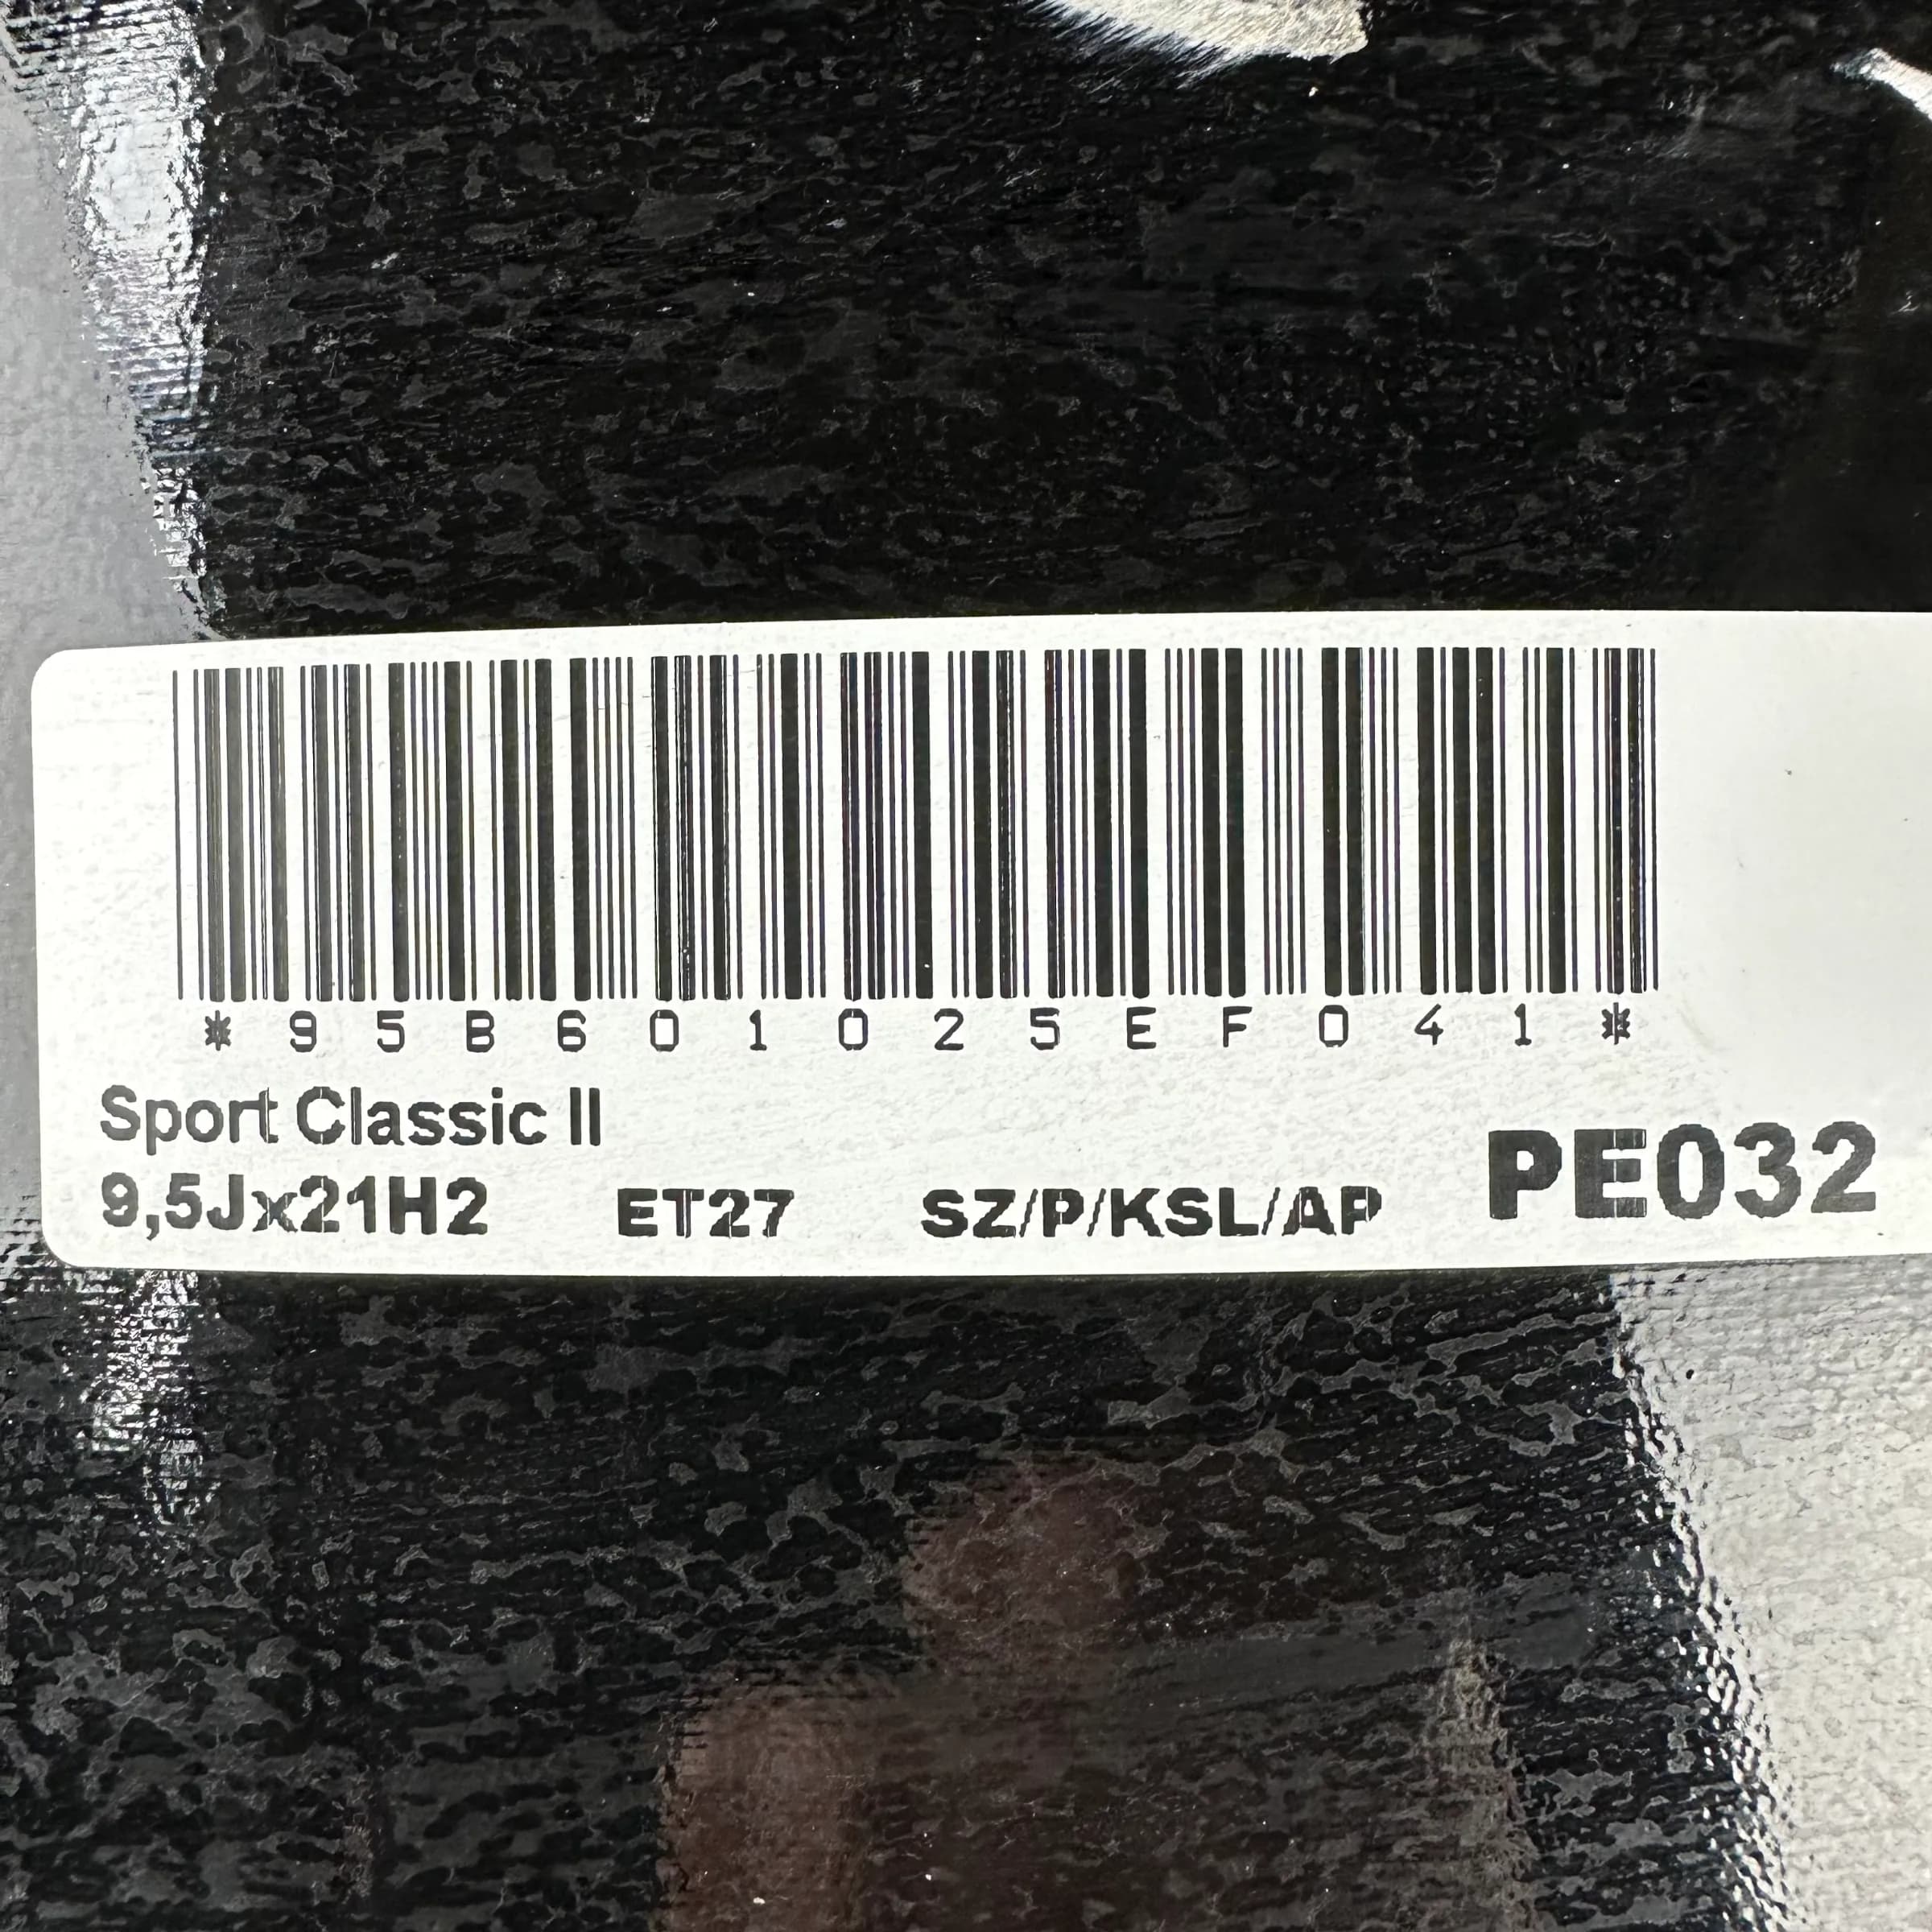 *95B601025EF041*
Sport Classic II
9,5Jx21H2 ET27 SZ/P/KSL/AP PE032